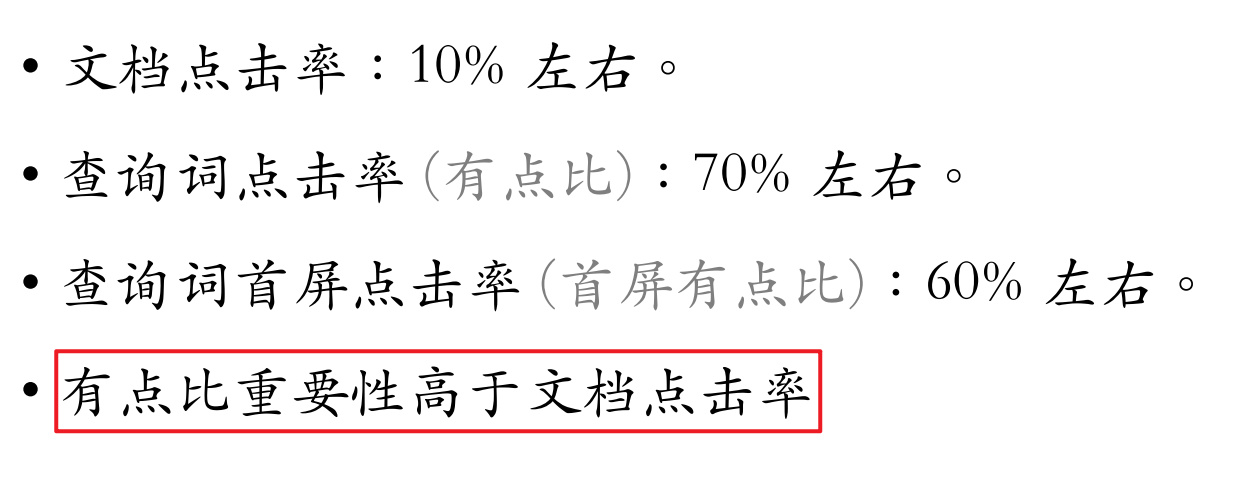 • 文档点击率：10% 左右。
• 查询词点击率(有点比)：70% 左右。
• 查询词首屏点击率(首屏有点比)：60% 左右。
• 有点比重要性高于文档点击率